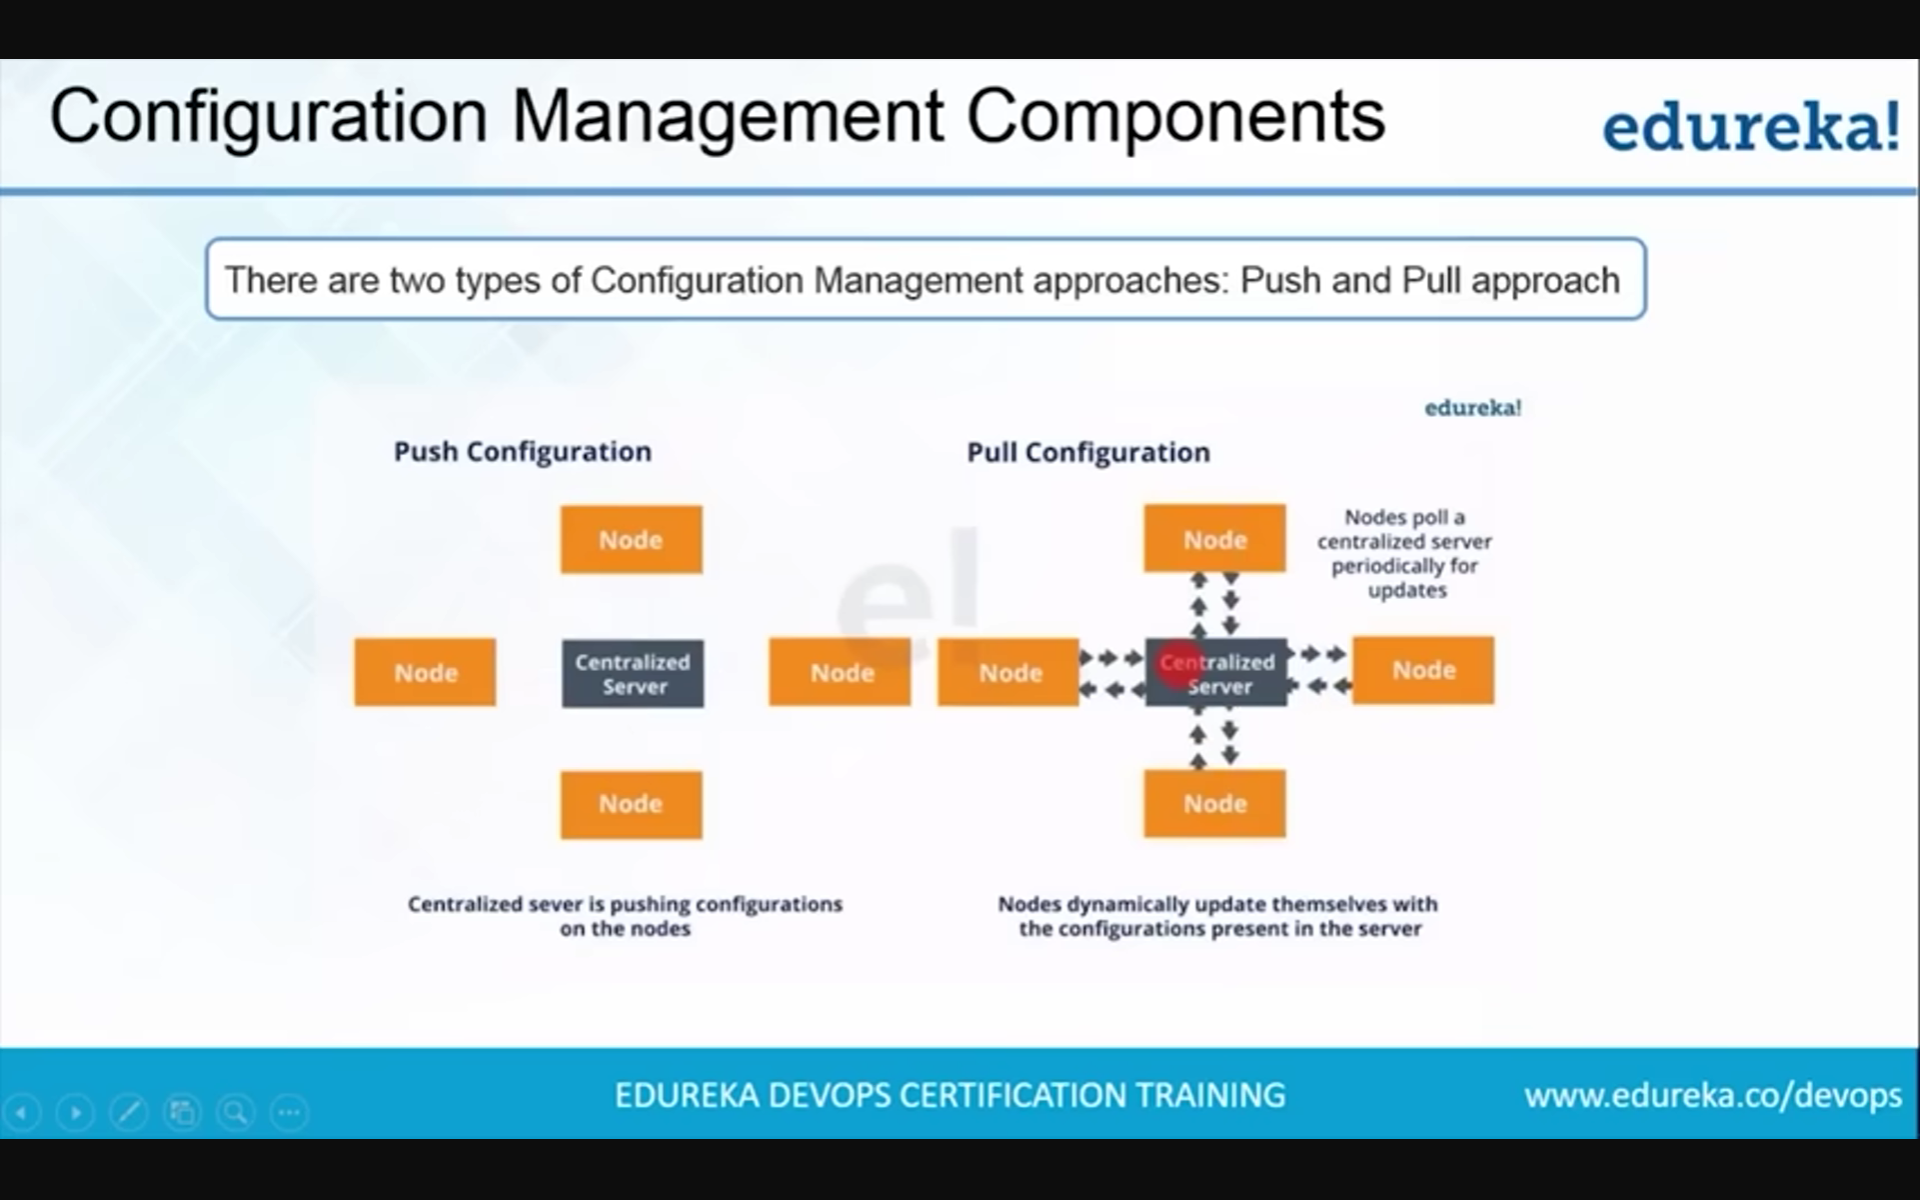 Configuration Management Components
edureka!
There are two types of Configuration Management approaches: Push and Pull approach
edureka!
Push Configuration
Node
Node
Centralized
Server
Node
Node
Centralized sever is pushing configurations
on the nodes
Pull Configuration
Node
Nodes poll a
centralized server
periodically for
updates
Node
Centralized
Server
Node
Node
Nodes dynamically update themselves with
the configurations present in the server
e!
EDUREKA DEVOPS CERTIFICATION TRAINING
www.edureka.co/devops